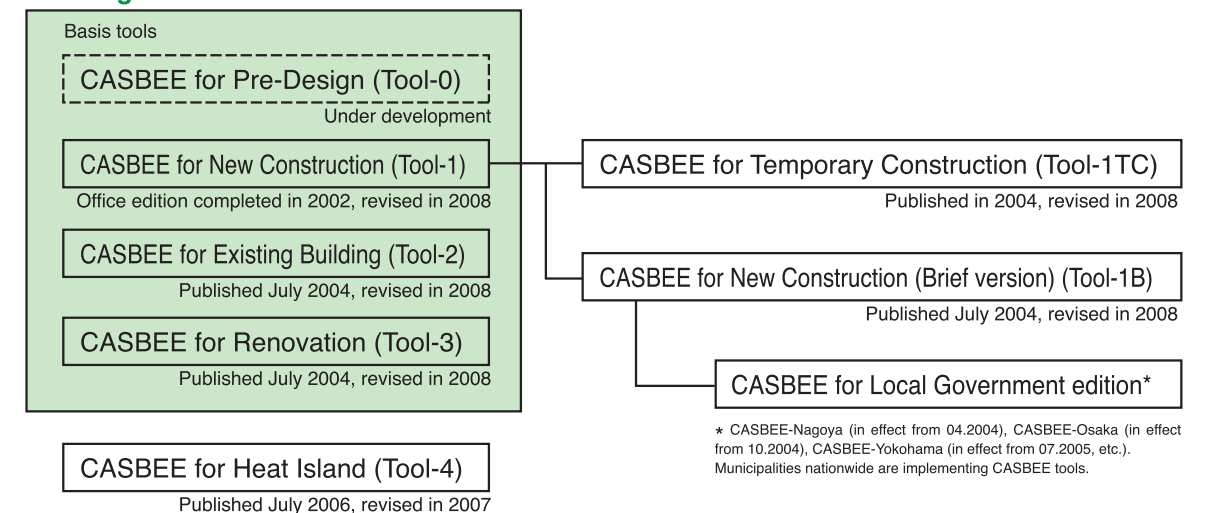 Basis tools
CASBEE for Pre-Design (Tool-0)
Under development
CASBEE for New Construction (Tool-1)
Office edition completed in 2002, revised in 2008
CASBEE for Existing Building (Tool-2)
Published July 2004, revised in 2008
CASBEE for Renovation (Tool-3)
Published July 2004, revised in 2008
CASBEE for Heat Island (Tool-4)
Published July 2006, revised in 2007
CASBEE for Temporary Construction (Tool-1TC)
Published in 2004, revised in 2008
CASBEE for New Construction (Brief version) (Tool-1B)
Published July 2004, revised in 2008
CASBEE for Local Government edition*
* CASBEE-Nagoya (in effect from 04.2004), CASBEE-Osaka (in effect
from 10.2004), CASBEE-Yokohama (in effect from 07.2005, etc.).
Municipalities nationwide are implementing CASBEE tools.